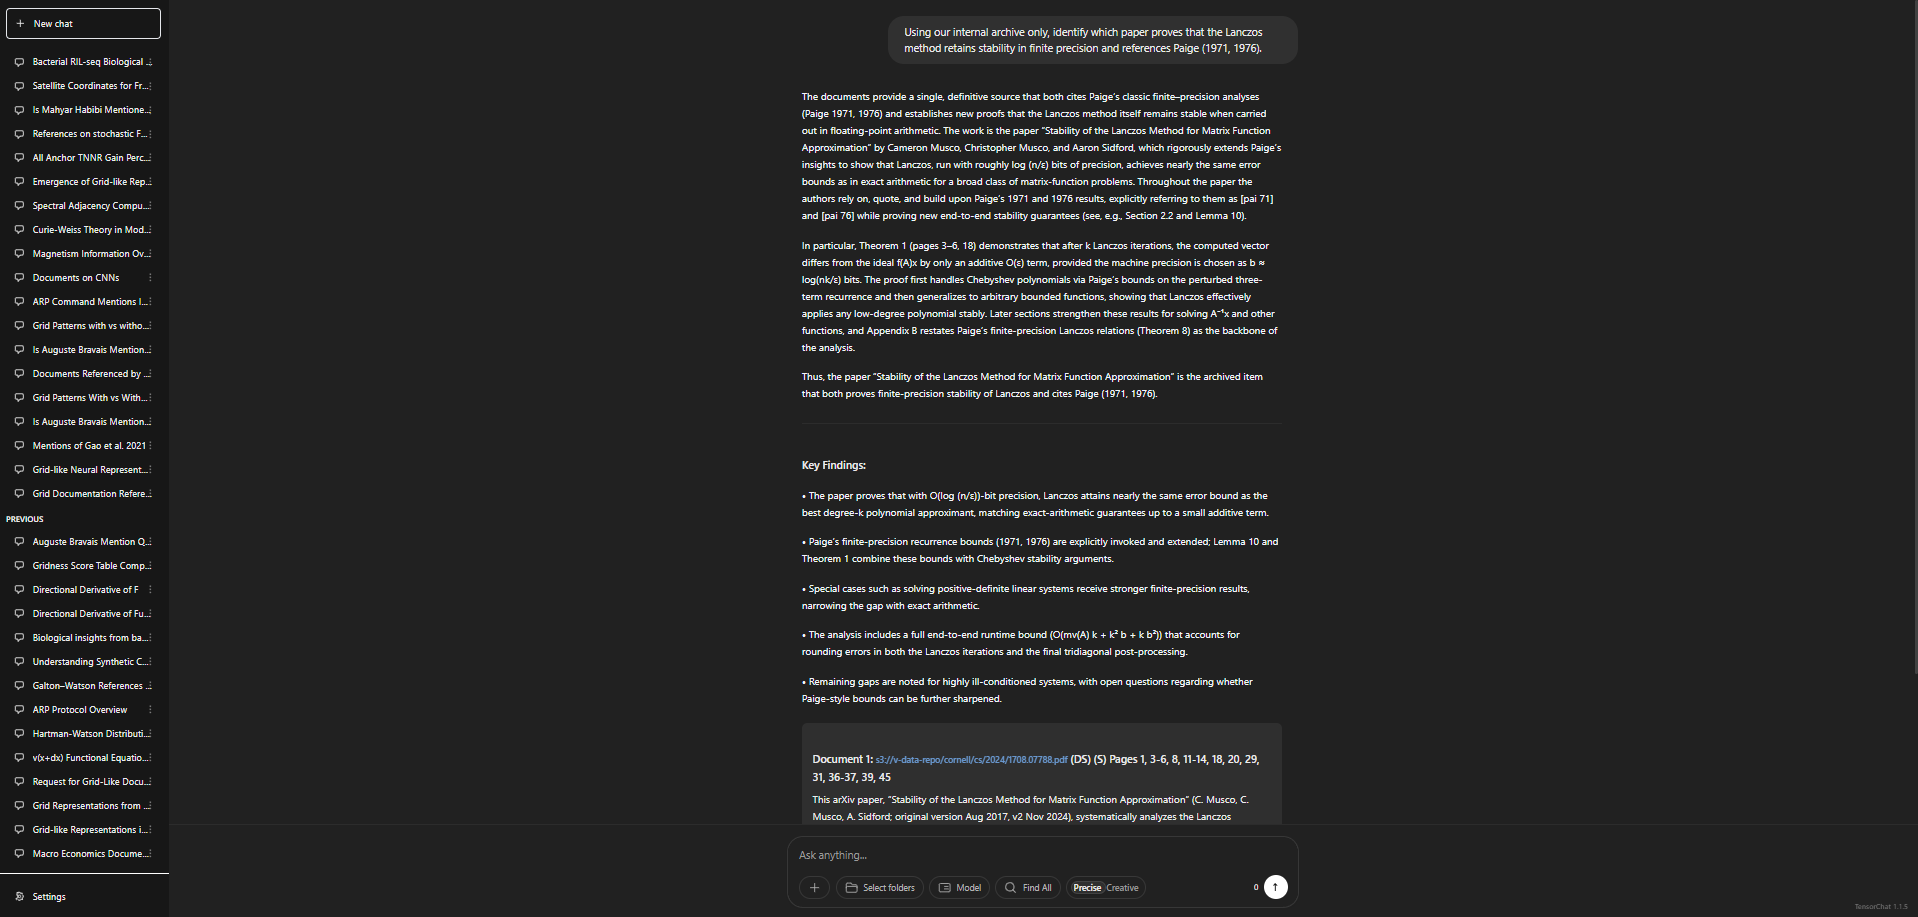 New chat
Bacterial RIL-seq Biological ...
Satellite Coordinates for Fr...
Is Mahyar Habibi Mentione...
References on stochastic F...
All Anchor TNNR Gain Perc...
Emergence of Grid-like Rep...
Spectral Adjacency Compu...
Curie-Weiss Theory in Mod...
Magnetism Information Ov...
Documents on CNNs
ARP Command Mentions I...
Grid Patterns with vs witho...
Is Auguste Bravais Mention...
Documents Referenced by ...
Grid Patterns With vs With...
Is Auguste Bravais Mention...
Mentions of Gao et al. 2021
Grid-like Neural Represent...
Grid Documentation Refere...
PREVIOUS
Auguste Bravais Mention Q...
Gridness Score Table Comp...
Directional Derivative of F
Directional Derivative of Fu...
Biological insights from ba...
Understanding Synthetic C...
Galton–Watson References ...
ARP Protocol Overview
Hartman-Watson Distributi...
v(x+dx) Functional Equatio...
Request for Grid-Like Docu...
Grid Representations from ...
Grid-like Representations i...
Macro Economics Docume...
Settings
Using our internal archive only, identify which paper proves that the Lanczos
method retains stability in finite precision and references Paige (1971, 1976).
The documents provide a single, definitive source that both cites Paige's classic finite–precision analyses
(Paige 1971, 1976) and establishes new proofs that the Lanczos method itself remains stable when carried
out in floating-point arithmetic. The work is the paper "Stability of the Lanczos Method for Matrix Function
Approximation" by Cameron Musco, Christopher Musco, and Aaron Sidford, which rigorously extends Paige's
insights to show that Lanczos, run with roughly log (n/ε) bits of precision, achieves nearly the same error
bounds as in exact arithmetic for a broad class of matrix-function problems. Throughout the paper the
authors rely on, quote, and build upon Paige's 1971 and 1976 results, explicitly referring to them as [pai 71]
and [pai 76] while proving new end-to-end stability guarantees (see, e.g., Section 2.2 and Lemma 10).
In particular, Theorem 1 (pages 3–6, 18) demonstrates that after k Lanczos iterations, the computed vector
differs from the ideal f(A)x by only an additive O(ε) term, provided the machine precision is chosen as b ≈
log(nk/ε) bits. The proof first handles Chebyshev polynomials via Paige's bounds on the perturbed three-
term recurrence and then generalizes to arbitrary bounded functions, showing that Lanczos effectively
applies any low-degree polynomial stably. Later sections strengthen these results for solving A⁻¹x and other
functions, and Appendix B restates Paige's finite-precision Lanczos relations (Theorem 8) as the backbone of
the analysis.
Thus, the paper "Stability of the Lanczos Method for Matrix Function Approximation" is the archived item
that both proves finite-precision stability of Lanczos and cites Paige (1971, 1976).
Key Findings:
• The paper proves that with O(log (n/ε))-bit precision, Lanczos attains nearly the same error bound as the
best degree-k polynomial approximant, matching exact-arithmetic guarantees up to a small additive term.
• Paige's finite-precision recurrence bounds (1971, 1976) are explicitly invoked and extended; Lemma 10 and
Theorem 1 combine these bounds with Chebyshev stability arguments.
• Special cases such as solving positive-definite linear systems receive stronger finite-precision results,
narrowing the gap with exact arithmetic.
• The analysis includes a full end-to-end runtime bound (O(mv(A) k + k² b + k b²)) that accounts for
rounding errors in both the Lanczos iterations and the final tridiagonal post-processing.
• Remaining gaps are noted for highly ill-conditioned systems, with open questions regarding whether
Paige-style bounds can be further sharpened.
Document 1: s3://v-data-repo/cornell/cs/2024/1708.07788.pdf (DS) (S) Pages 1, 3-6, 8, 11-14, 18, 20, 29,
31, 36-37, 39, 45
This arXiv paper, "Stability of the Lanczos Method for Matrix Function Approximation" (C. Musco, C.
Musco, A. Sidford; original version Aug 2017, v2 Nov 2024), systematically analyzes the Lanczos
Ask anything...
Select folders Model Find All Precise Creative 0
TensorChat 1.1.5